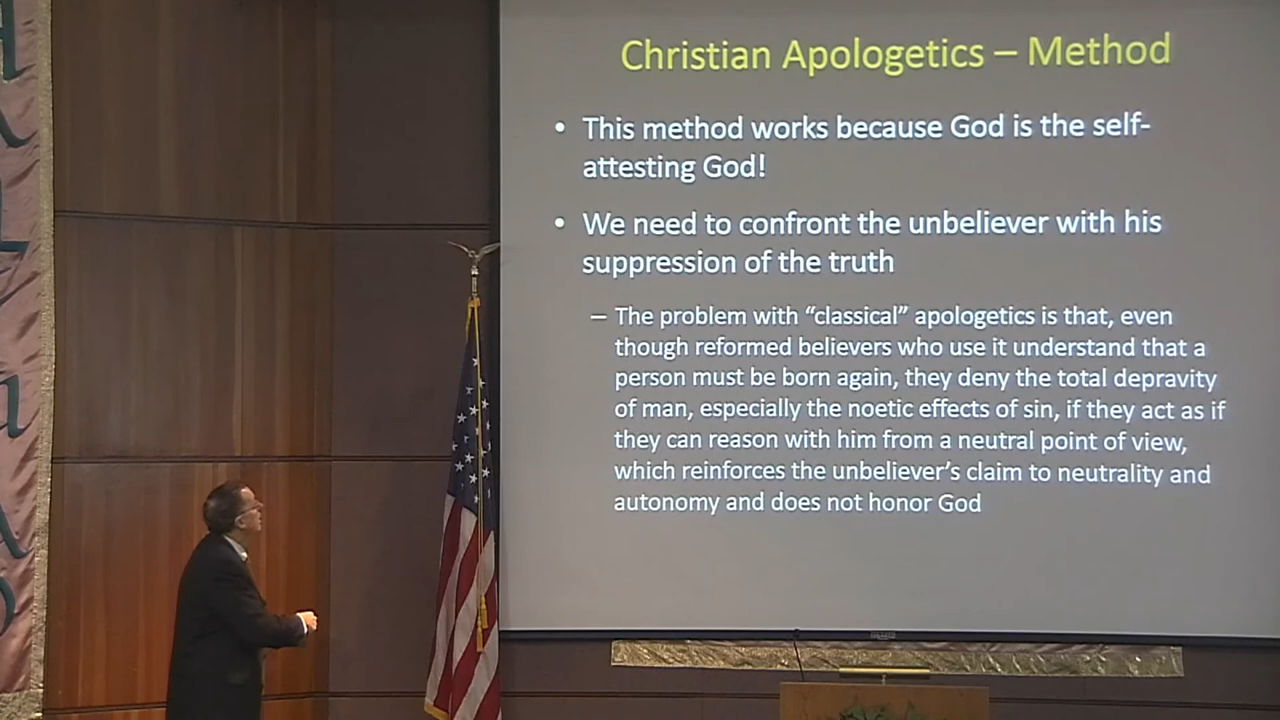 Christian Apologetics – Method
• This method works because God is the self-
attesting God!
• We need to confront the unbeliever with his
suppression of the truth
– The problem with “classical” apologetics is that, even
though reformed believers who use it understand that a
person must be born again, they deny the total depravity
of man, especially the noetic effects of sin, if they act as if
they can reason with him from a neutral point of view,
which reinforces the unbeliever’s claim to neutrality and
autonomy and does not honor God